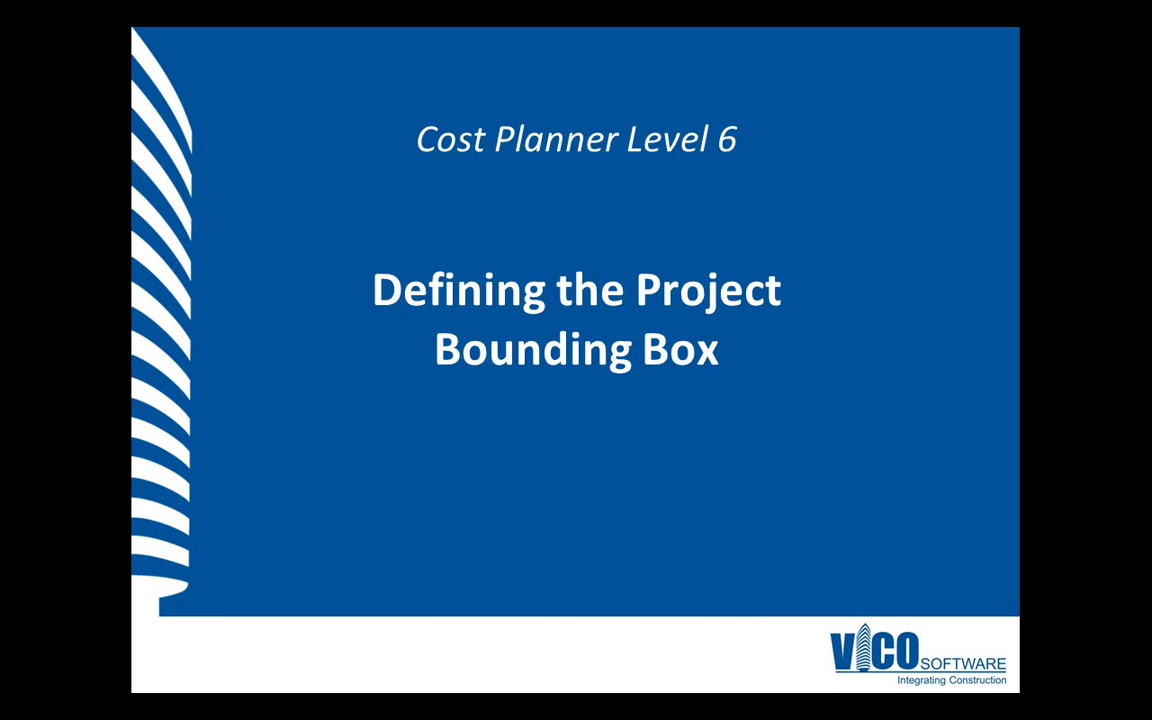 Cost Planner Level 6
Defining the Project
Bounding Box
VICO SOFTWARE
Integrating Construction